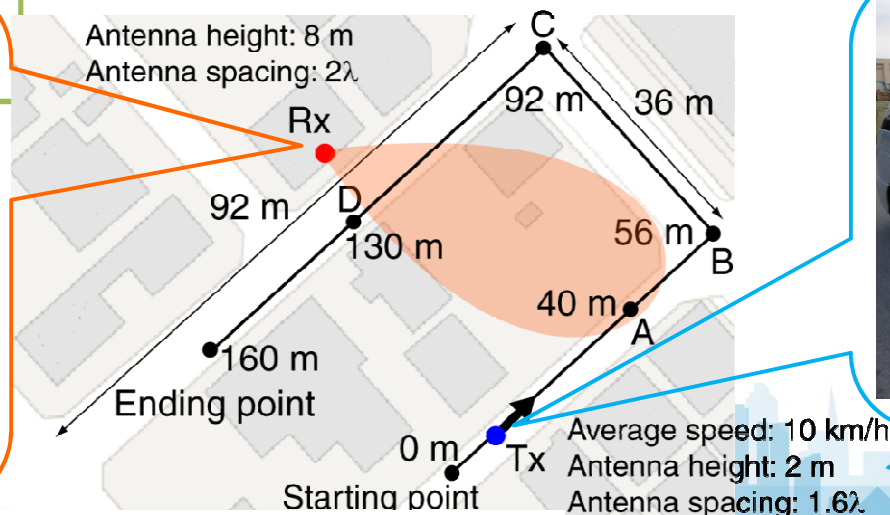 Antenna height: 8 m
Antenna spacing: 2λ
Rx
C
92 m
36 m
92 m
D
130 m
56 m
B
40 m
A
160 m
Ending point
0 m
Tx
Starting point
Average speed: 10 km/h
Antenna height: 2 m
Antenna spacing: 1.6λ